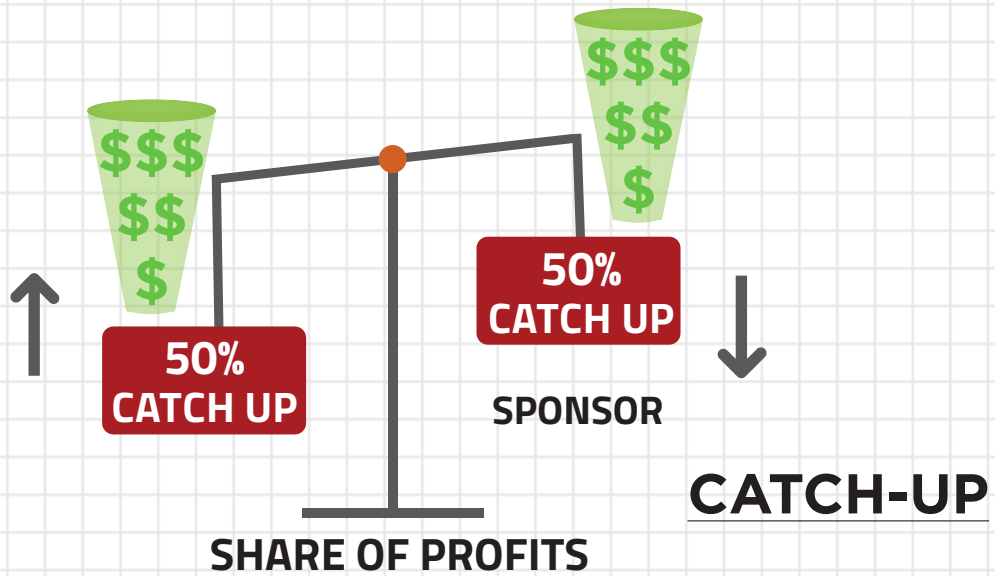 $$$
$$
$
$$$
$$
$
50%
CATCH UP
50%
CATCH UP
SPONSOR
CATCH-UP
SHARE OF PROFITS